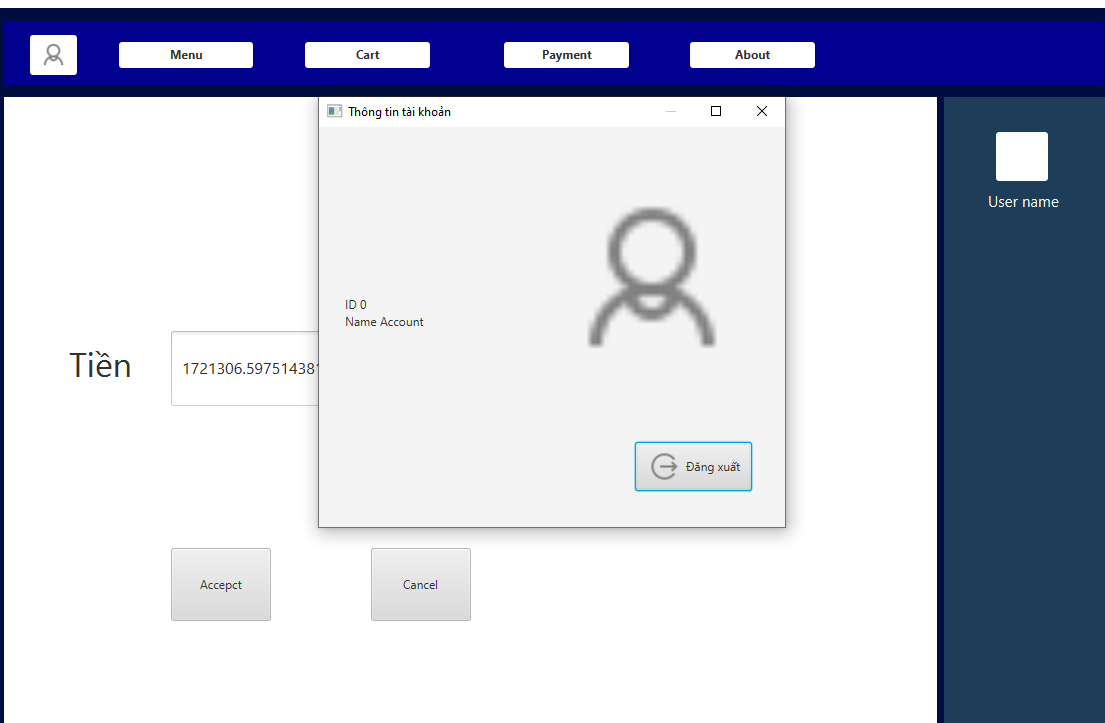 Menu
Cart
Payment
About
Thông tin tài khoản
User name
ID 0
Name Account
Tiền
1721306.597514381
Đăng xuất
Accepct
Cancel